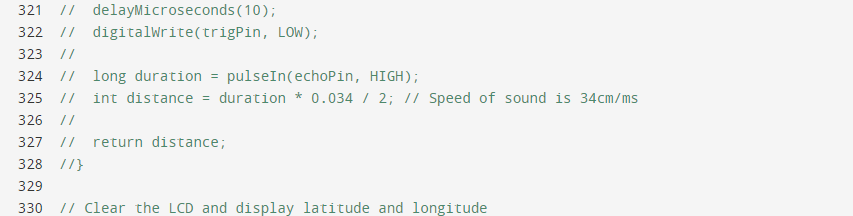 321 //  delayMicroseconds(10);
322 //  digitalWrite(trigPin, LOW);
323 //
324 //  long duration = pulseIn(echoPin, HIGH);
325 //  int distance = duration * 0.034 / 2; // Speed of sound is 34cm/ms
326 //
327 //  return distance;
328 //}
329
330 // Clear the LCD and display latitude and longitude